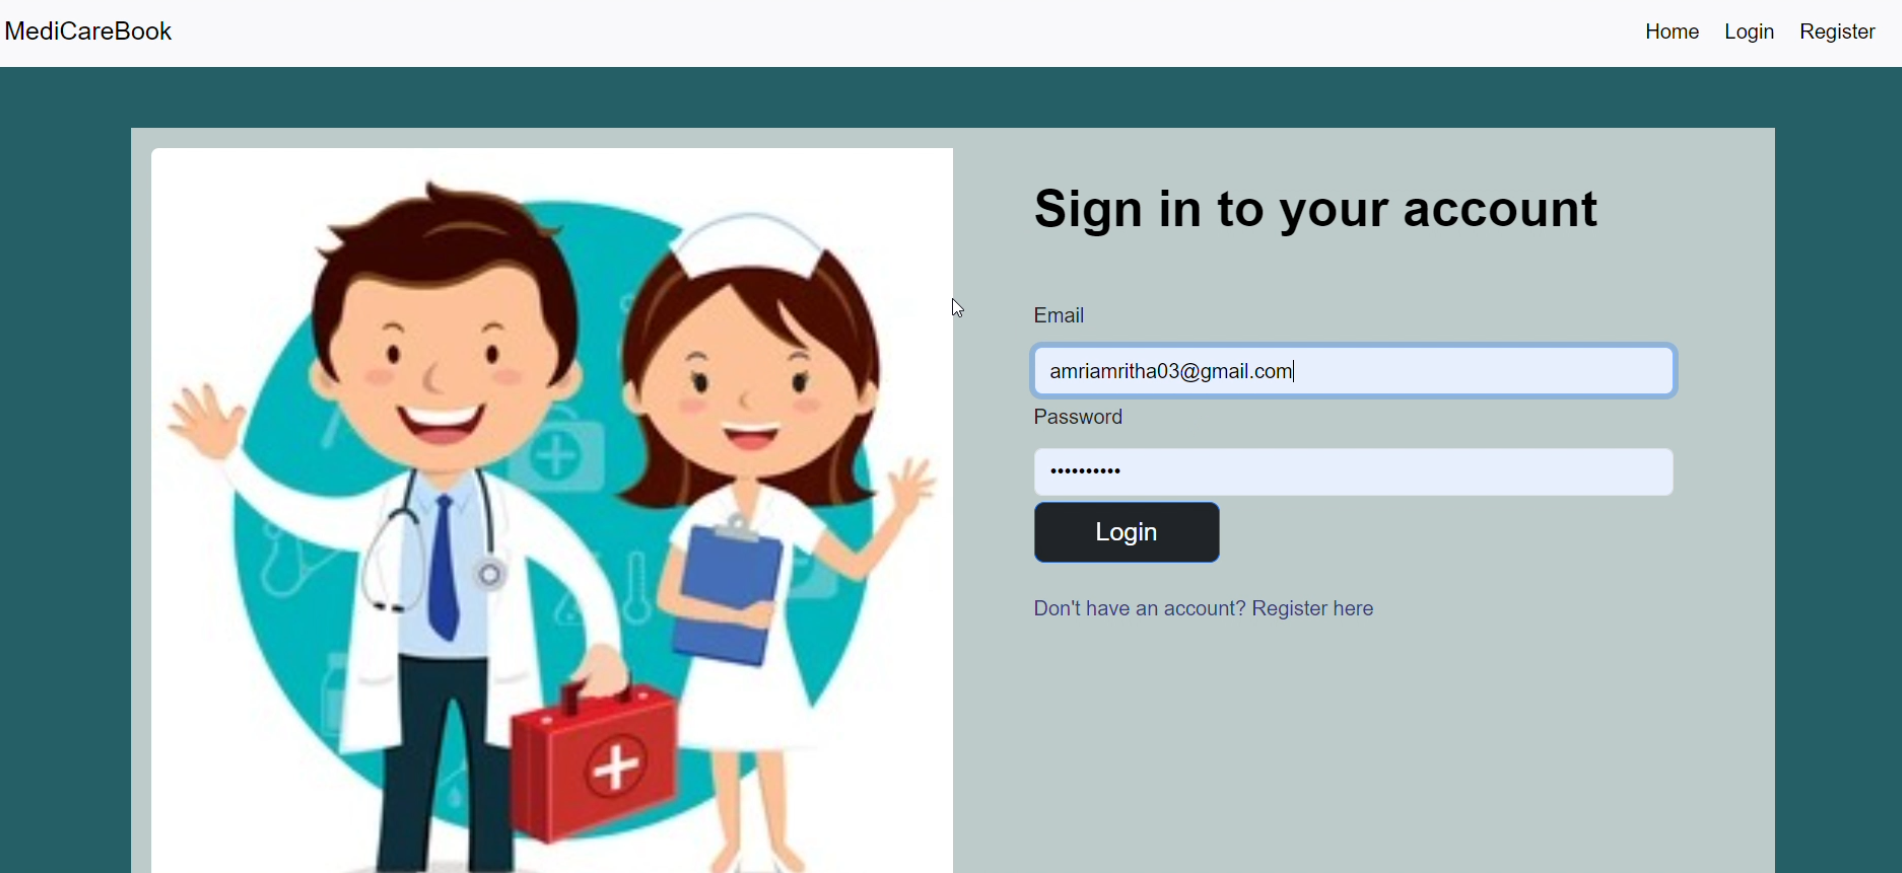 MediCareBook
Home Login Register
Sign in to your account
Email
amriamritha03@gmail.com
Password
••••••••••
Login
Don't have an account? Register here